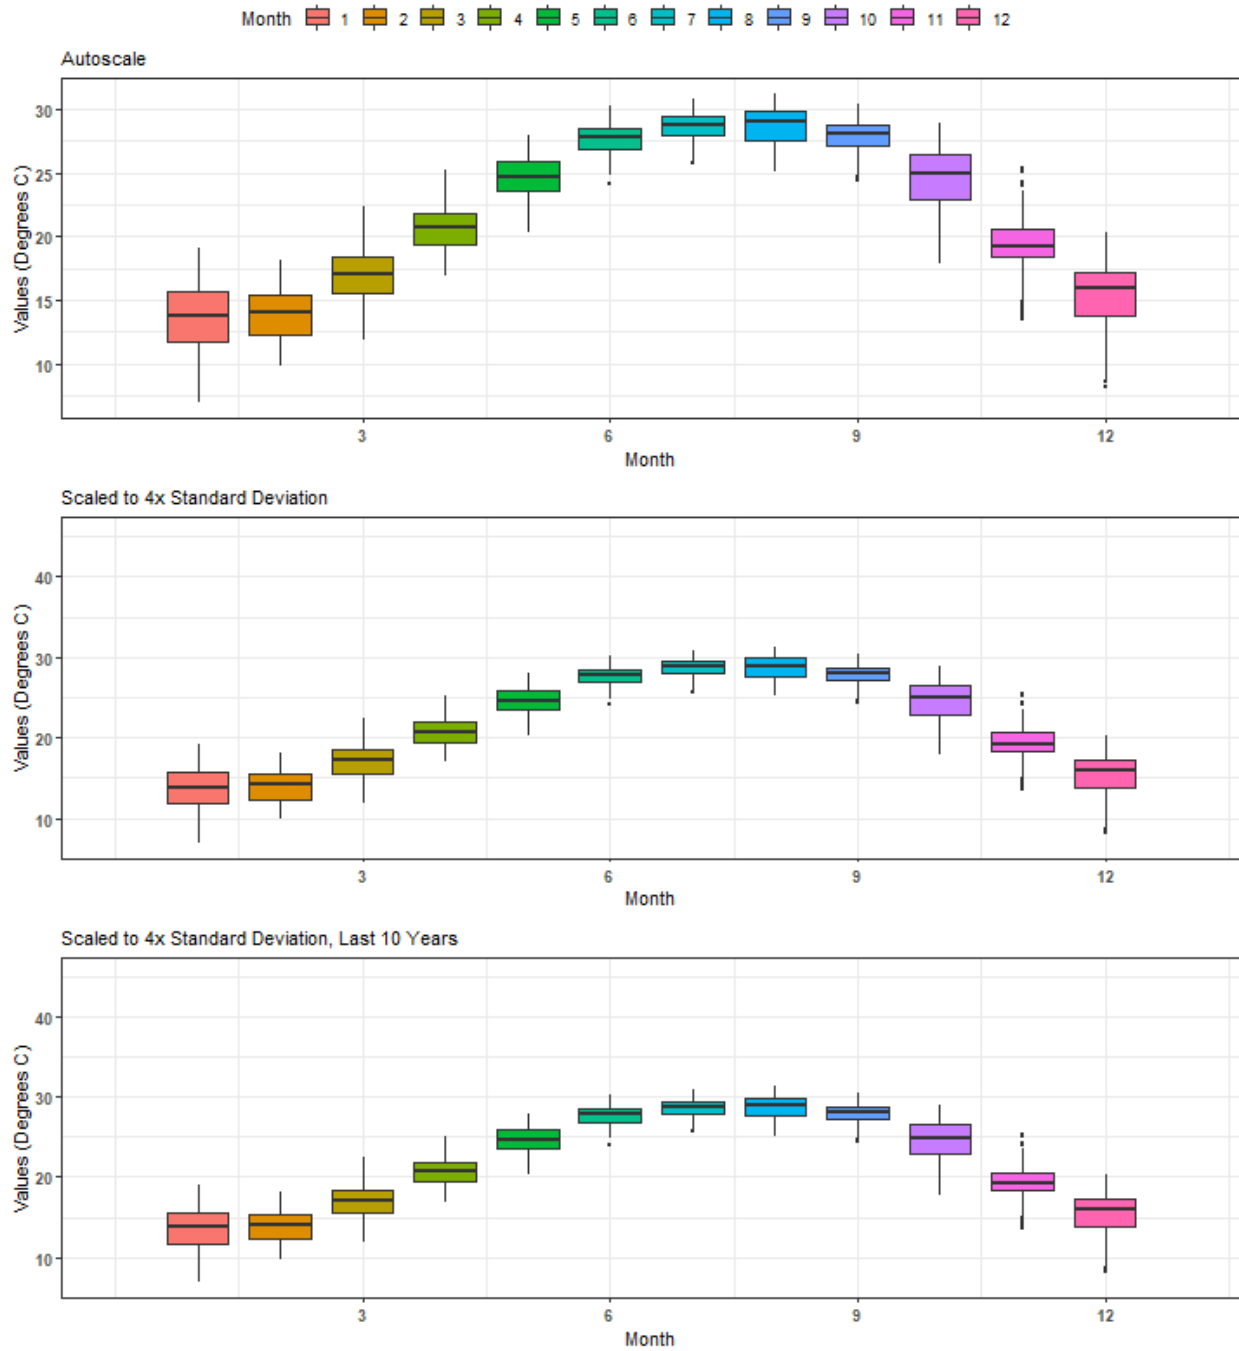 Month 1 2 3 4 5 6 7 8 9 10 11 12
Autoscale
Values (Degrees C)
30
25
20
15
10
3 6 9 12
Month
Scaled to 4x Standard Deviation
Values (Degrees C)
40
30
20
10
3 6 9 12
Month
Scaled to 4x Standard Deviation, Last 10 Years
Values (Degrees C)
40
30
20
10
3 6 9 12
Month